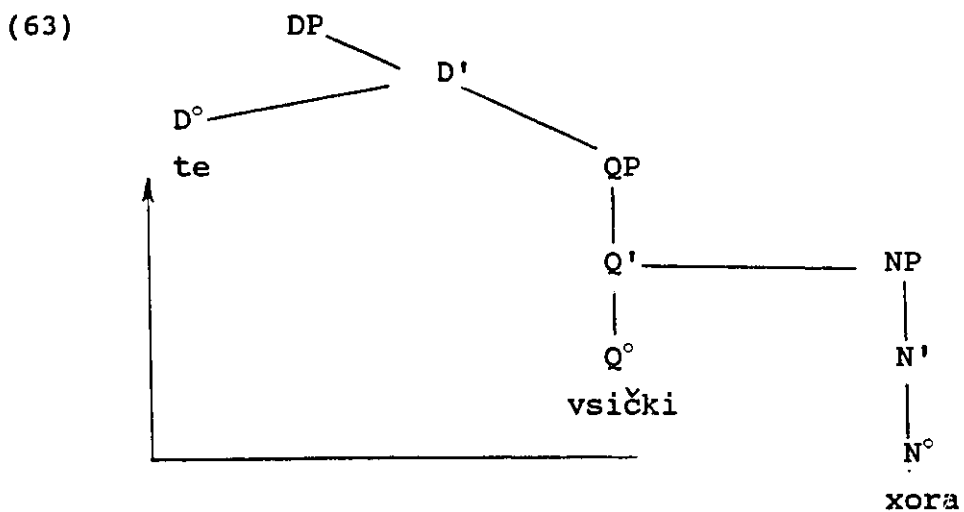 (63) DP
D'
D°
te QP
Q' NP
Q° N'
vsički
N°
xora